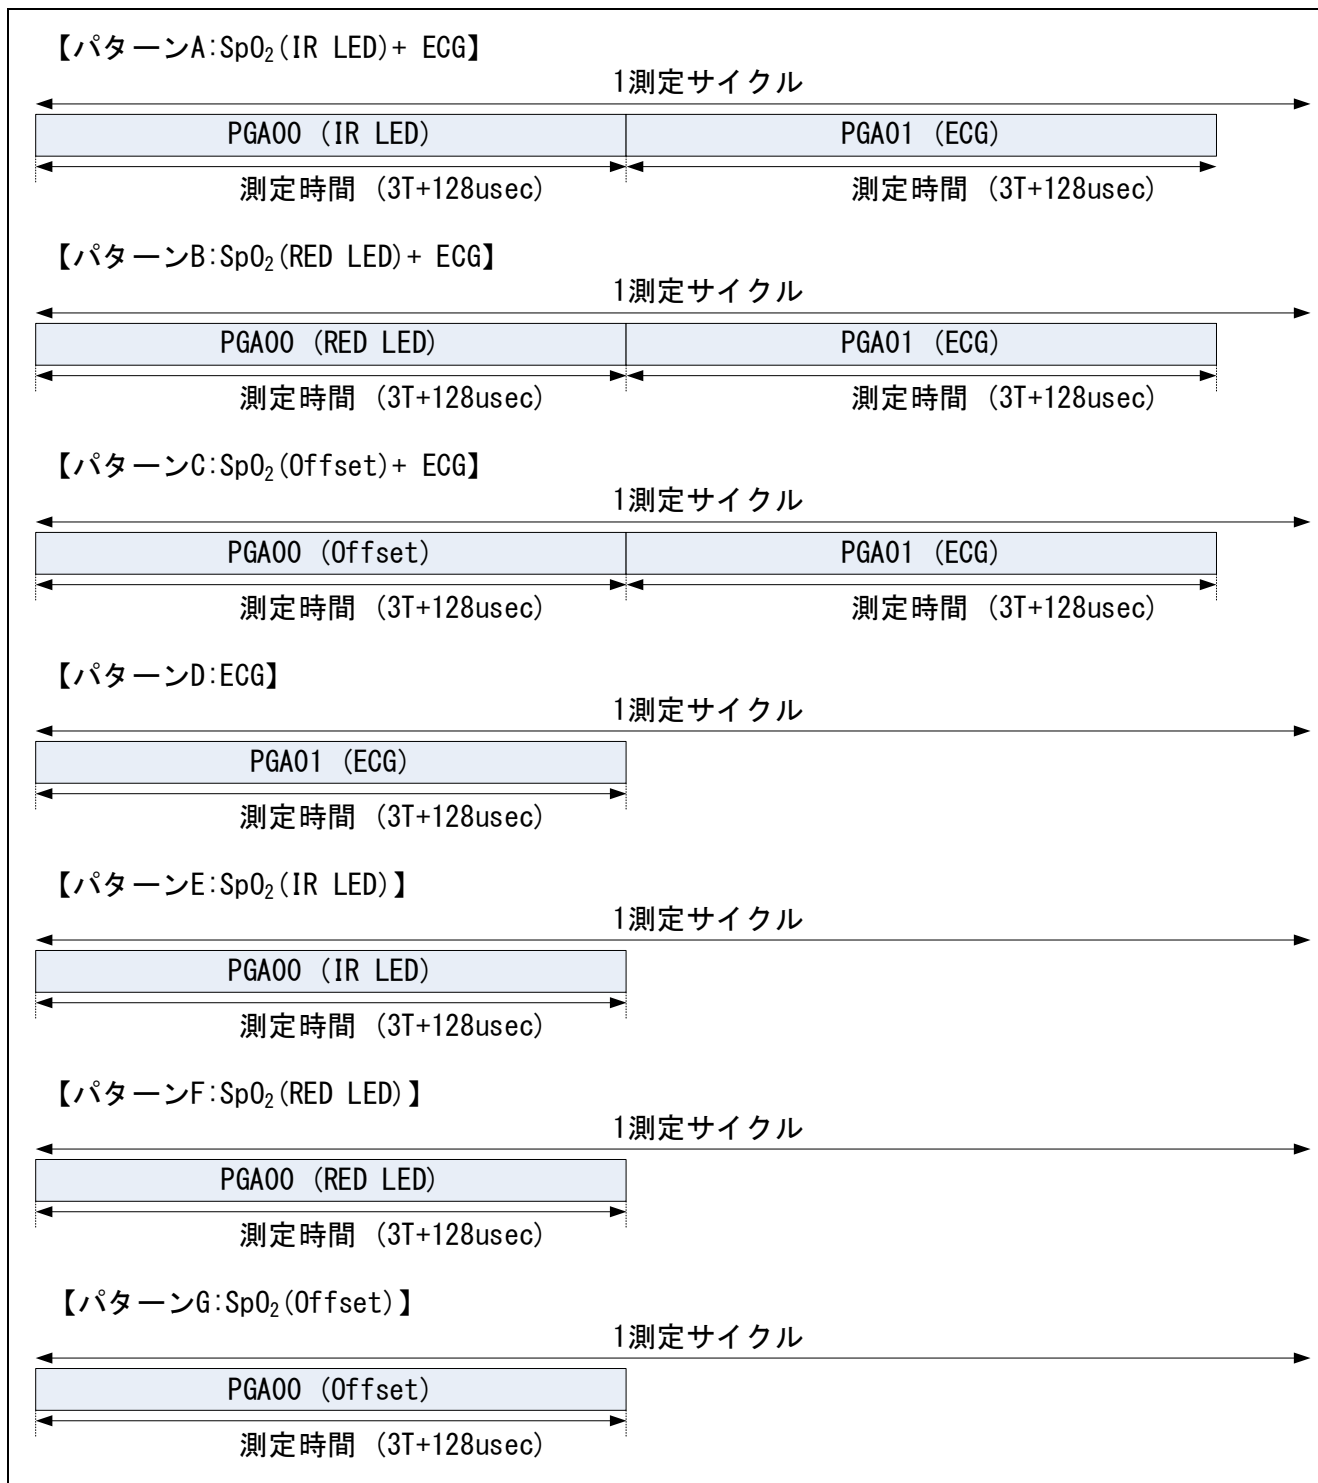 【パターンA:SpO₂(IR LED)+ ECG】
1測定サイクル
PGA00 (IR LED) PGA01 (ECG)
測定時間 (3T+128usec) 測定時間 (3T+128usec)
【パターンB:SpO₂(RED LED)+ ECG】
1測定サイクル
PGA00 (RED LED) PGA01 (ECG)
測定時間 (3T+128usec) 測定時間 (3T+128usec)
【パターンC:SpO₂(Offset)+ ECG】
1測定サイクル
PGA00 (Offset) PGA01 (ECG)
測定時間 (3T+128usec) 測定時間 (3T+128usec)
【パターンD:ECG】
1測定サイクル
PGA01 (ECG)
測定時間 (3T+128usec)
【パターンE:SpO₂(IR LED)】
1測定サイクル
PGA00 (IR LED)
測定時間 (3T+128usec)
【パターンF:SpO₂(RED LED)】
1測定サイクル
PGA00 (RED LED)
測定時間 (3T+128usec)
【パターンG:SpO₂(Offset)】
1測定サイクル
PGA00 (Offset)
測定時間 (3T+128usec)